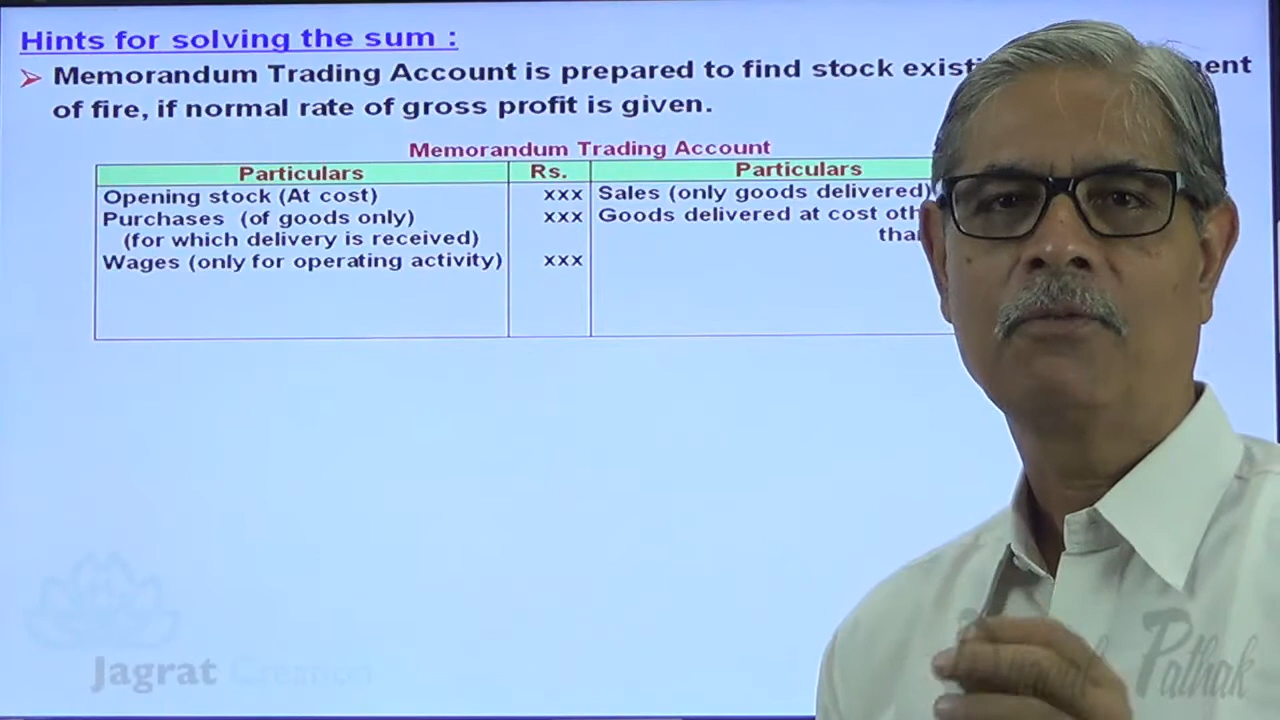 Hints for solving the sum :
➢ Memorandum Trading Account is prepared to find stock
of fire, if normal rate of gross profit is given.
Memorandum Trading Account
Particulars Rs. Particulars
Opening stock (At cost) xxx Sales (only goods delivered)
Purchases (of goods only) xxx Goods delivered at cost
(for which delivery is received)
Wages (only for operating activity) xxx
Jagrat Creation
Pathak